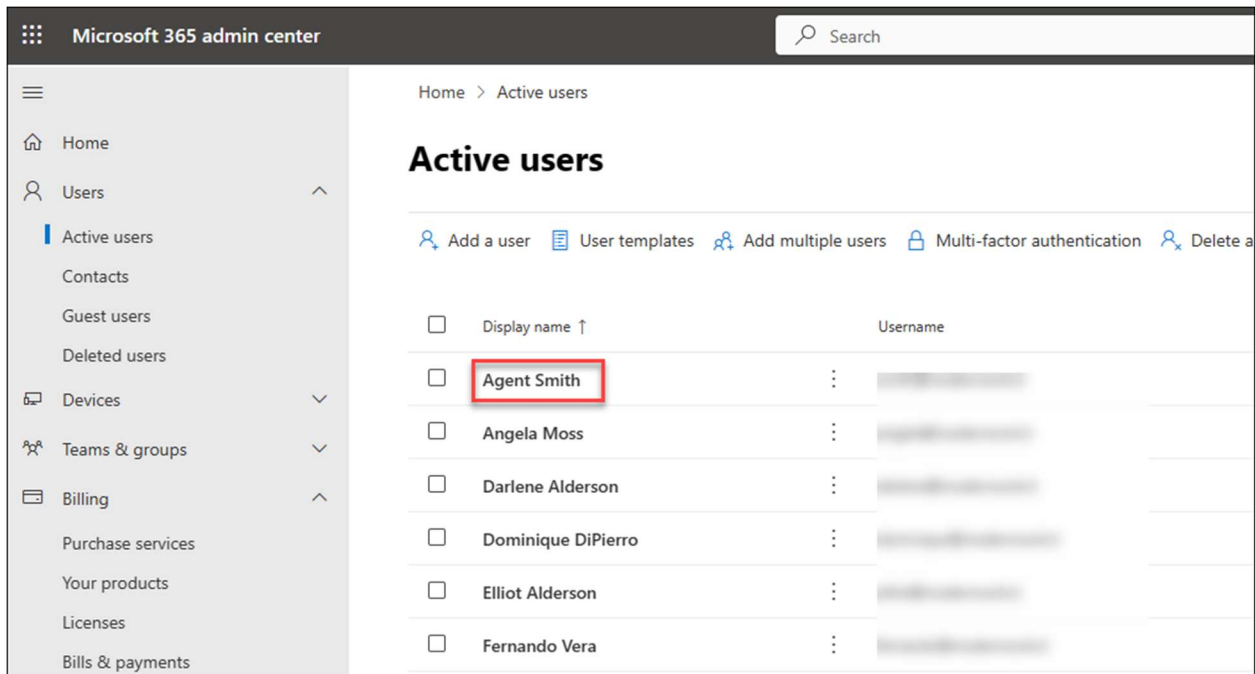 Microsoft 365 admin center
Search
Home
Users
Active users
Contacts
Guest users
Deleted users
Devices
Teams & groups
Billing
Purchase services
Your products
Licenses
Bills & payments
Home > Active users
Active users
Add a user User templates Add multiple users Multi-factor authentication Delete a
Display name ↑ Username
Agent Smith
Angela Moss
Darlene Alderson
Dominique DiPierro
Elliot Alderson
Fernando Vera